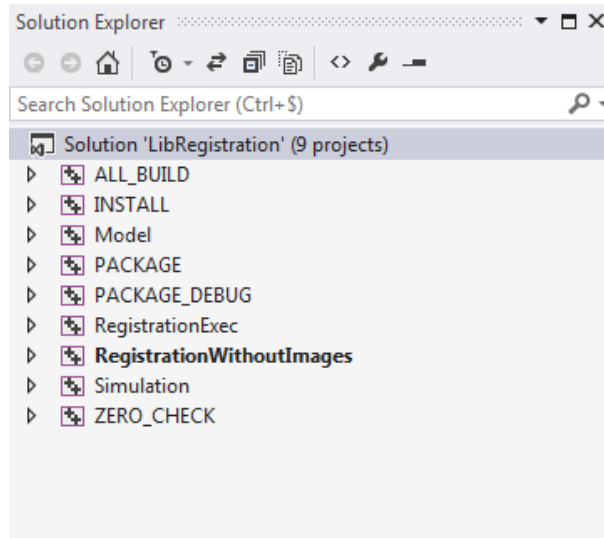 Solution Explorer
Search Solution Explorer (Ctrl+$)
Solution 'LibRegistration' (9 projects)
ALL_BUILD
INSTALL
Model
PACKAGE
PACKAGE_DEBUG
RegistrationExec
RegistrationWithoutImages
Simulation
ZERO_CHECK